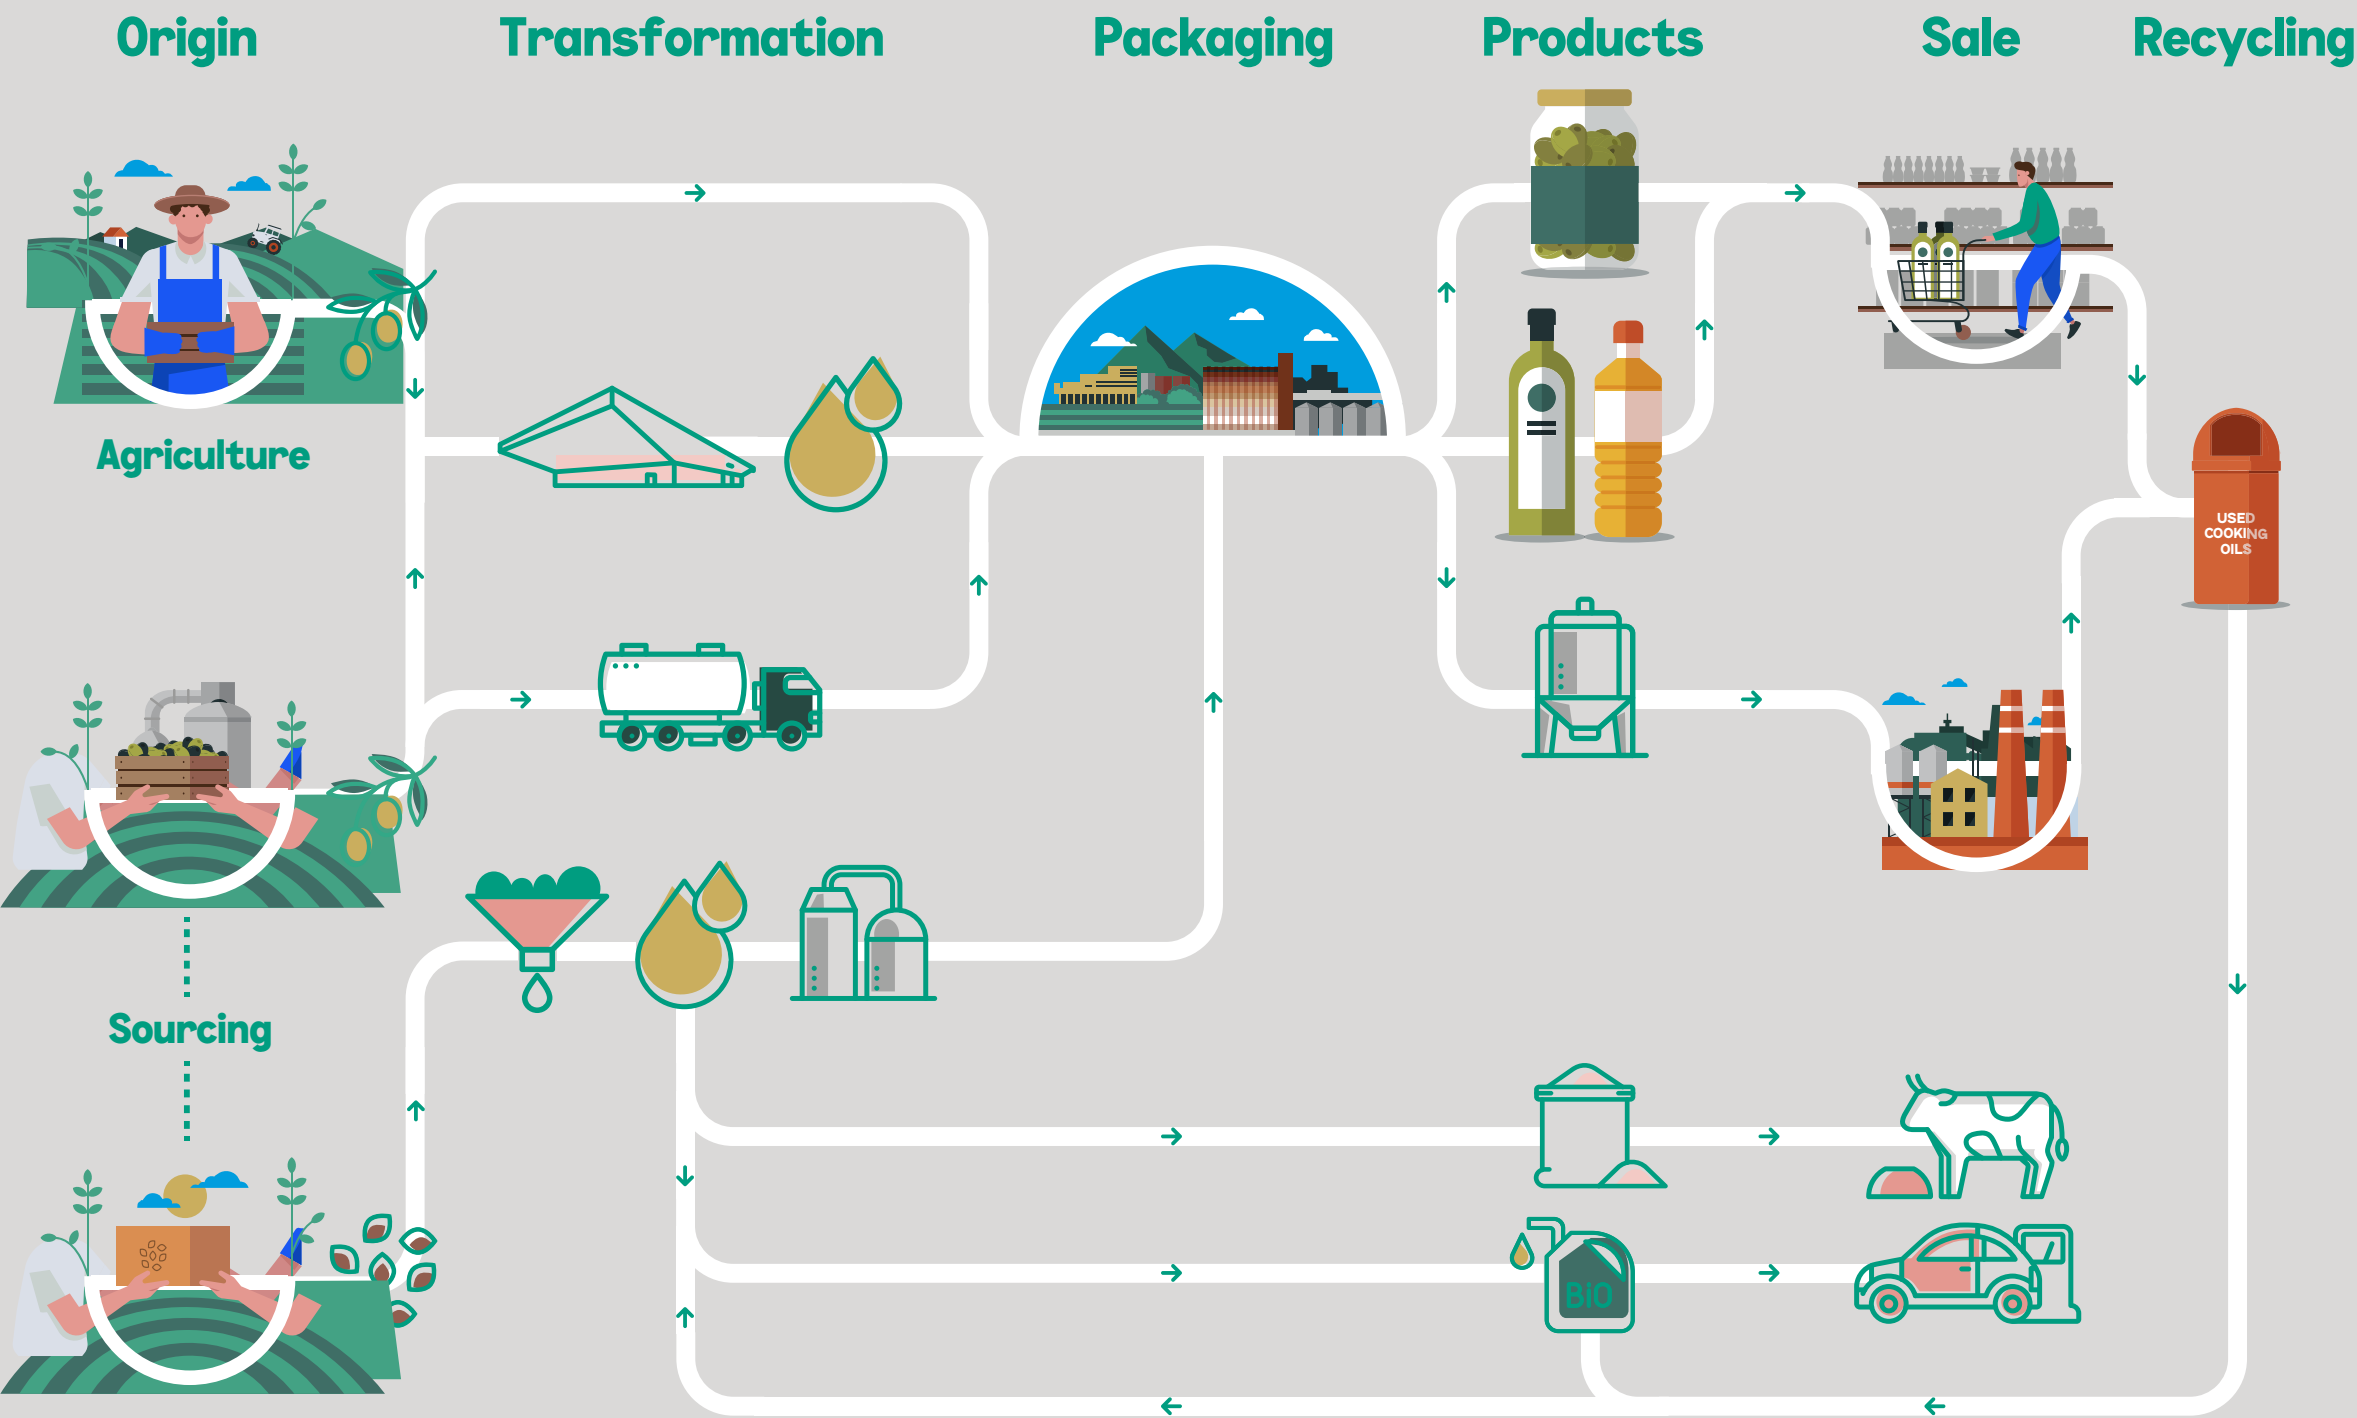 Origin
Transformation
Packaging
Products
Sale
Recycling
Agriculture
USED
COOKING
OILS
Sourcing
BiO